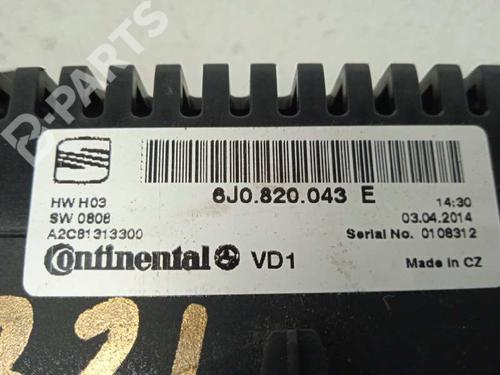 B-PARTS
6J0.820.043 E
HW H03
SW 0808
A2C81313300
14:30
03.04.2014
Serial No. 0108312
Continental VD1
Made in CZ